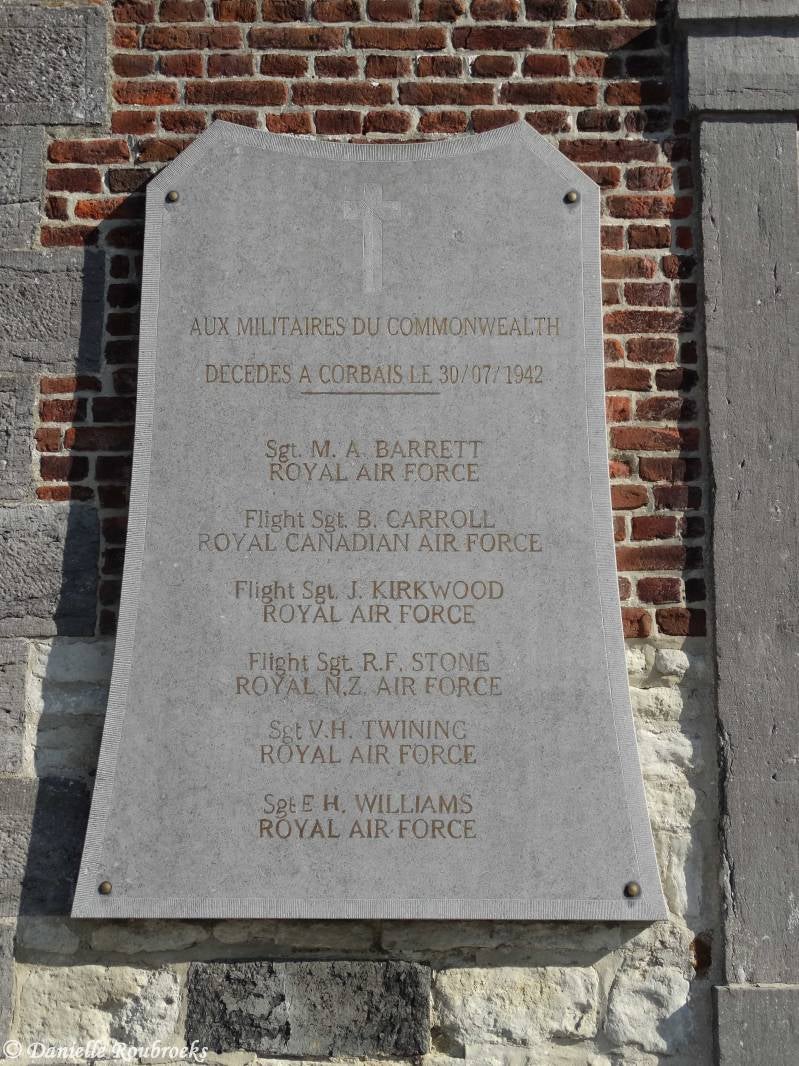 AUX MILITAIRES DU COMMONWEALTH
DECEDES A CORBAIS LE 30/07/1942
Sgt. M. A. BARRETT
ROYAL AIR FORCE
Flight Sgt. B. CARROLL
ROYAL CANADIAN AIR FORCE
Flight Sgt. J. KIRKWOOD
ROYAL AIR FORCE
Flight Sgt. R.F. STONE
ROYAL N.Z. AIR FORCE
Sgt V.H. TWINING
ROYAL AIR FORCE
Sgt E H. WILLIAMS
ROYAL AIR FORCE
© Danielle Roubroeks